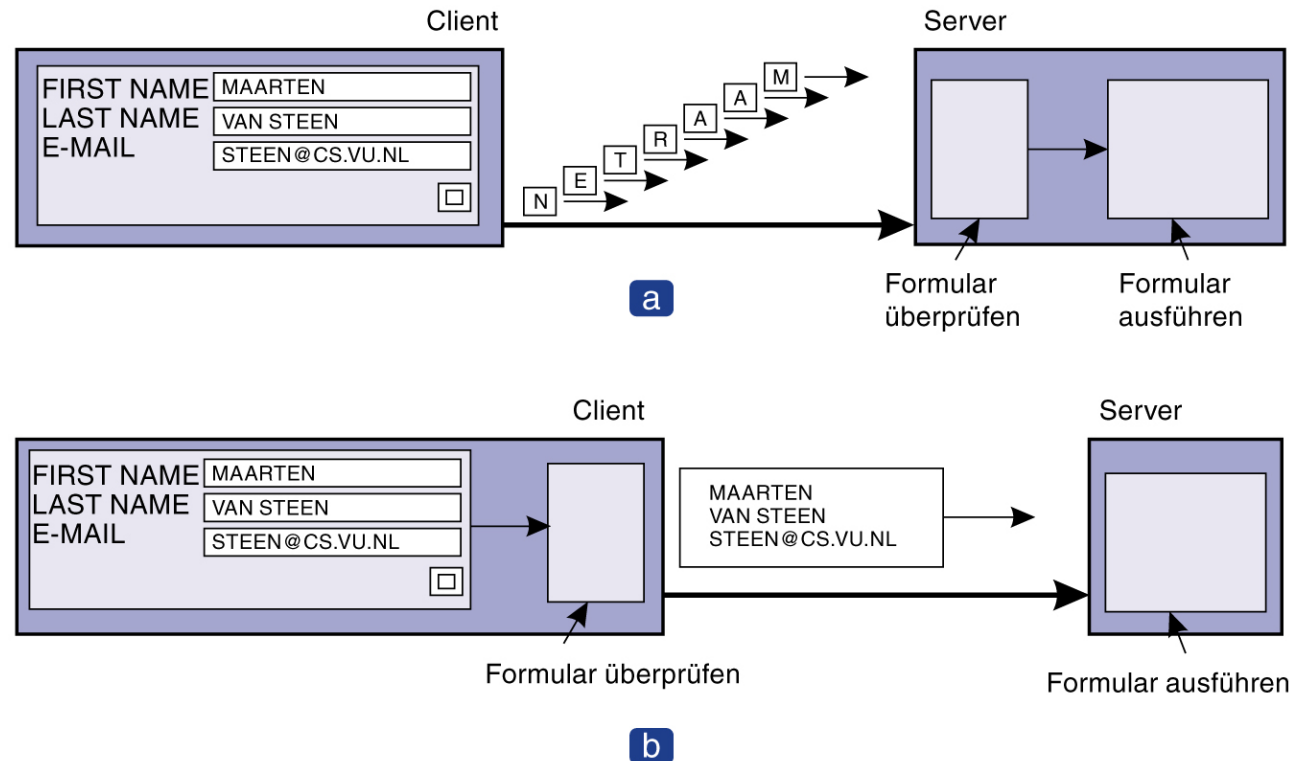 Client
Server
FIRST NAME MAARTEN
LAST NAME VAN STEEN
E-MAIL STEEN@CS.VU.NL
N E T R A A M
Formular
überprüfen
Formular
ausführen
a
Client
Server
FIRST NAME MAARTEN
LAST NAME VAN STEEN
E-MAIL STEEN@CS.VU.NL
MAARTEN
VAN STEEN
STEEN@CS.VU.NL
Formular überprüfen
Formular ausführen
b